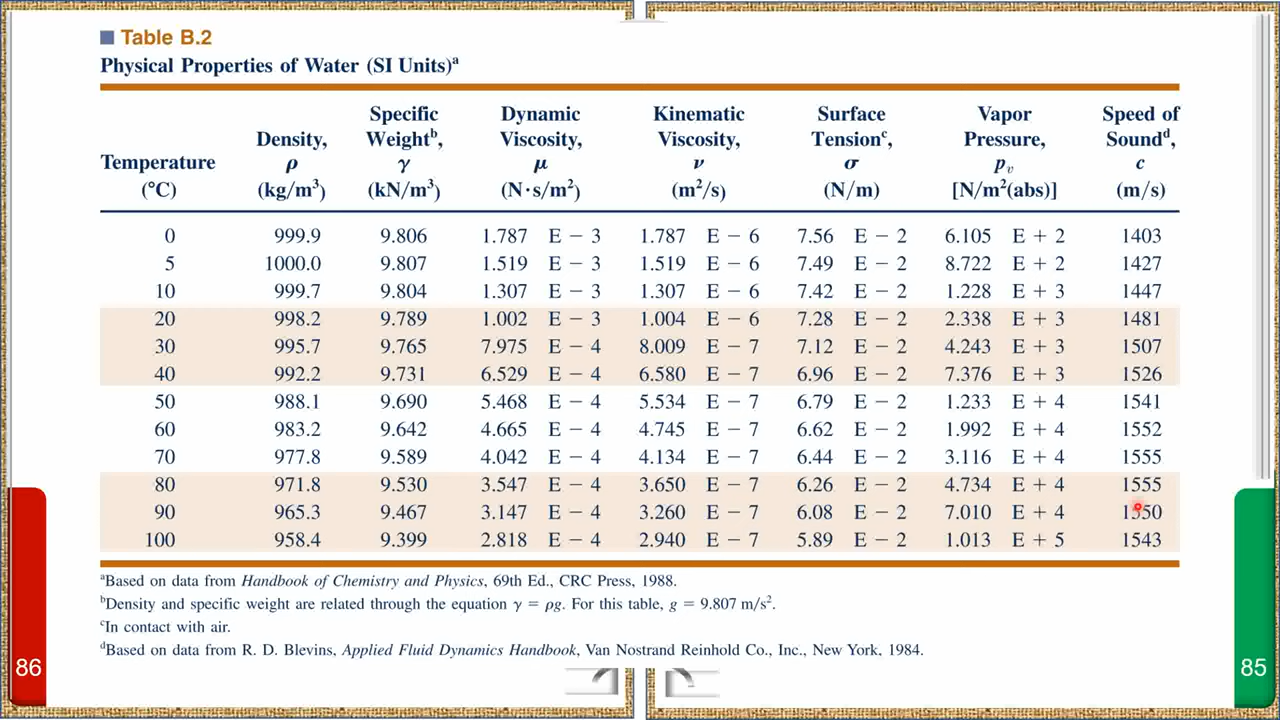 Table B.2
Physical Properties of Water (SI Units)ᵃ
Temperature (°C) Density, ρ (kg/m³) Specific Weightᵇ, γ (kN/m³) Dynamic Viscosity, μ (N·s/m²) Kinematic Viscosity, ν (m²/s) Surface Tensionᶜ, σ (N/m) Vapor Pressure, pᵥ [N/m²(abs)] Speed of Soundᵈ, c (m/s)
0 999.9 9.806 1.787 E − 3 1.787 E − 6 7.56 E − 2 6.105 E + 2 1403
5 1000.0 9.807 1.519 E − 3 1.519 E − 6 7.49 E − 2 8.722 E + 2 1427
10 999.7 9.804 1.307 E − 3 1.307 E − 6 7.42 E − 2 1.228 E + 3 1447
20 998.2 9.789 1.002 E − 3 1.004 E − 6 7.28 E − 2 2.338 E + 3 1481
30 995.7 9.765 7.975 E − 4 8.009 E − 7 7.12 E − 2 4.243 E + 3 1507
40 992.2 9.731 6.529 E − 4 6.580 E − 7 6.96 E − 2 7.376 E + 3 1526
50 988.1 9.690 5.468 E − 4 5.534 E − 7 6.79 E − 2 1.233 E + 4 1541
60 983.2 9.642 4.665 E − 4 4.745 E − 7 6.62 E − 2 1.992 E + 4 1552
70 977.8 9.589 4.042 E − 4 4.134 E − 7 6.44 E − 2 3.116 E + 4 1555
80 971.8 9.530 3.547 E − 4 3.650 E − 7 6.26 E − 2 4.734 E + 4 1555
90 965.3 9.467 3.147 E − 4 3.260 E − 7 6.08 E − 2 7.010 E + 4 1550
100 958.4 9.399 2.818 E − 4 2.940 E − 7 5.89 E − 2 1.013 E + 5 1543
ᵃBased on data from Handbook of Chemistry and Physics, 69th Ed., CRC Press, 1988.
ᵇDensity and specific weight are related through the equation γ = ρg. For this table, g = 9.807 m/s².
ᶜIn contact with air.
ᵈBased on data from R. D. Blevins, Applied Fluid Dynamics Handbook, Van Nostrand Reinhold Co., Inc., New York, 1984.
86
85